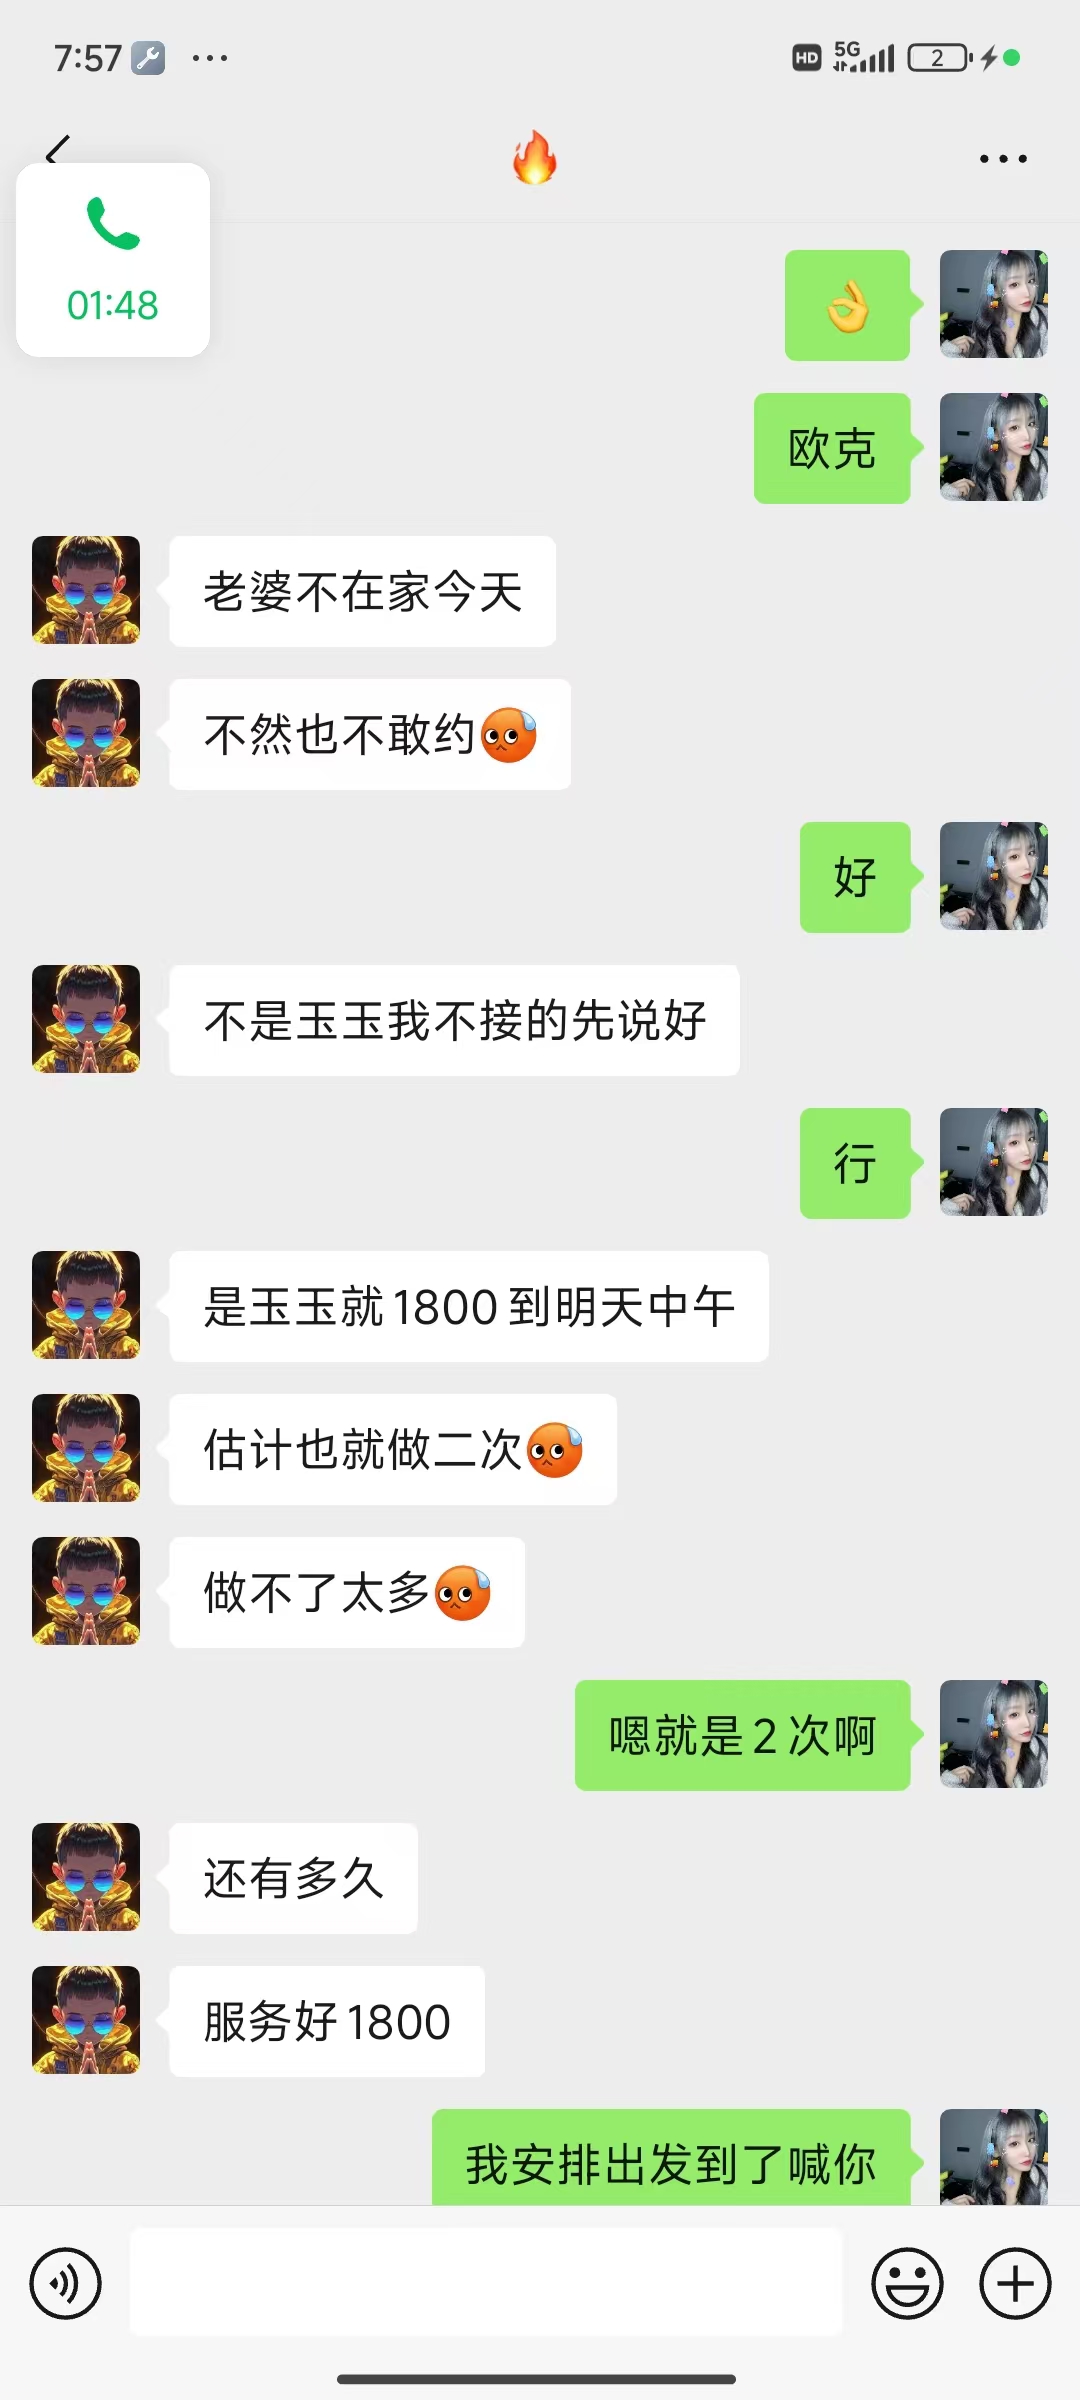 7:57
HD 5G 2
01:48
欧克
老婆不在家今天
不然也不敢约
好
不是玉玉我不接的先说好
行
是玉玉就1800到明天中午
估计也就做二次
做不了太多
嗯就是2次啊
还有多久
服务好1800
我安排出发到了喊你